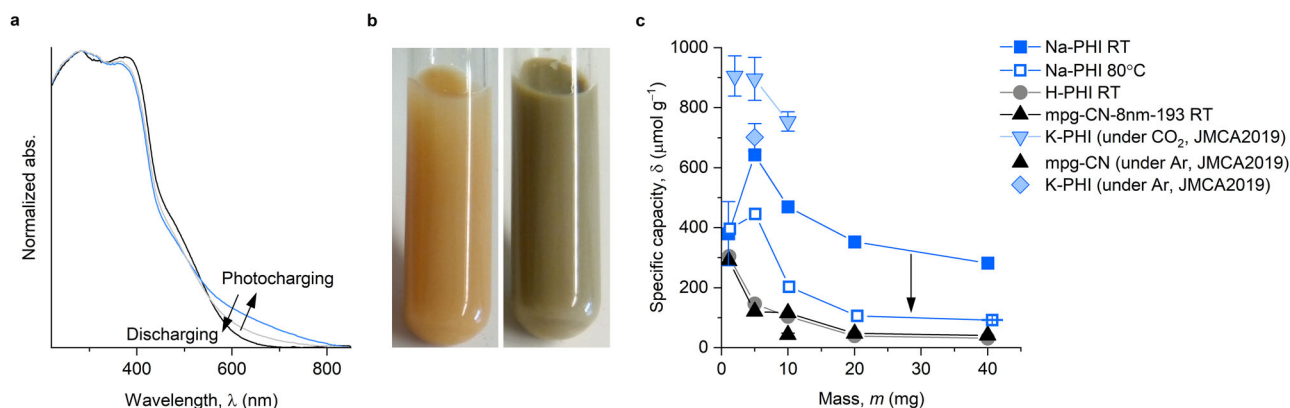 a
Normalized abs.
Photocharging
Discharging
400
600
800
Wavelength, λ (nm)
b
c
Specific capacity, δ (µmol g⁻¹)
1000
800
600
400
200
0
0
10
20
30
40
Mass, m (mg)
Na-PHI RT
Na-PHI 80°C
H-PHI RT
mpg-CN-8nm-193 RT
K-PHI (under CO₂, JMCA2019)
mpg-CN (under Ar, JMCA2019)
K-PHI (under Ar, JMCA2019)